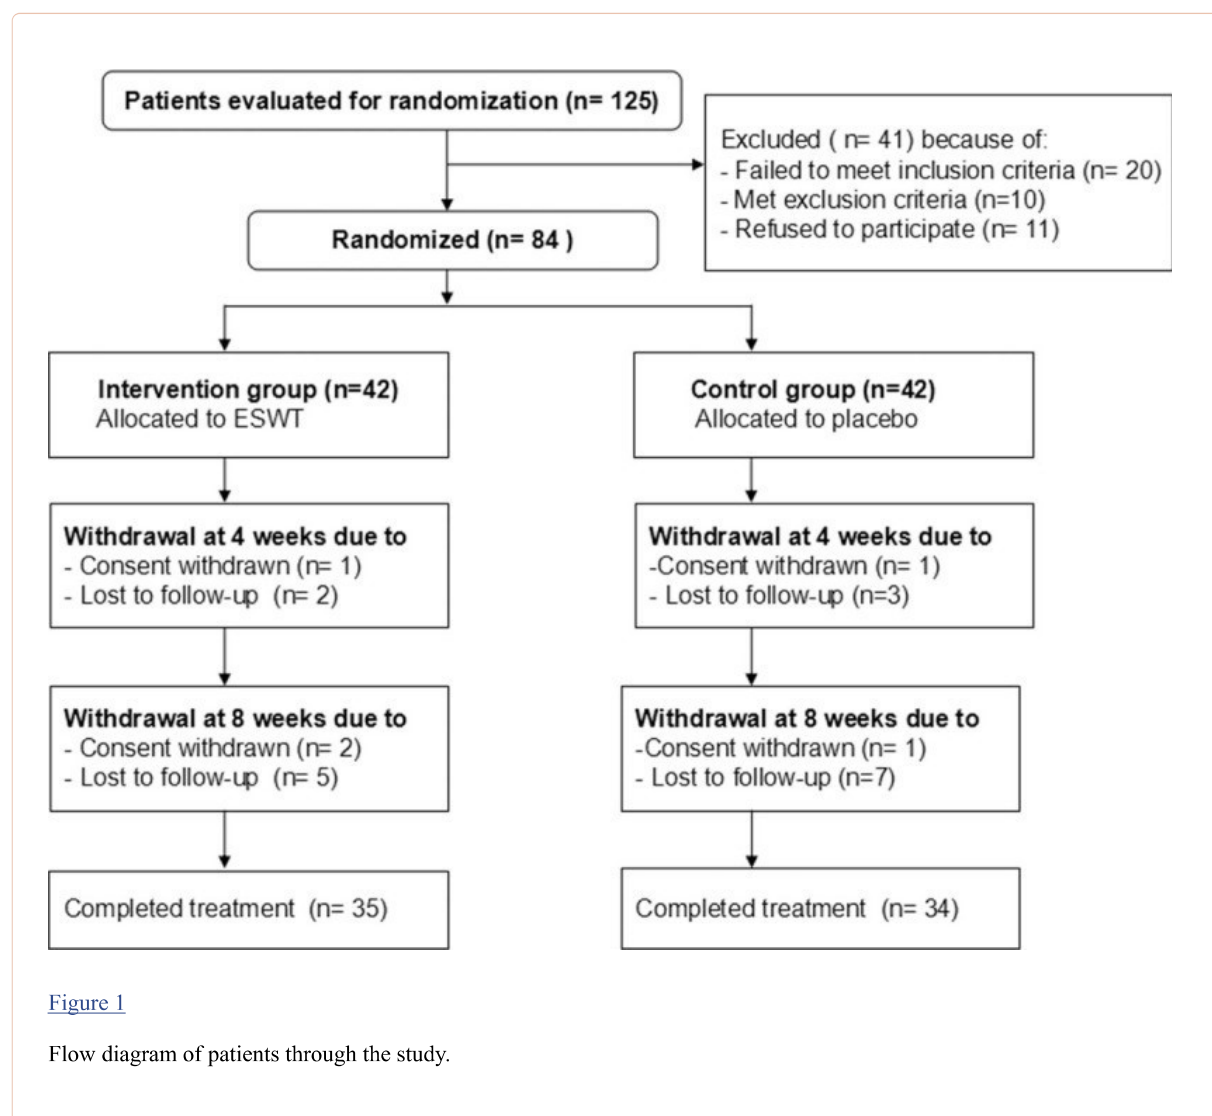 Patients evaluated for randomization (n= 125)
Excluded ( n= 41) because of:
- Failed to meet inclusion criteria (n= 20)
- Met exclusion criteria (n=10)
- Refused to participate (n= 11)
Randomized (n= 84 )
Intervention group (n=42)
Allocated to ESWT
Control group (n=42)
Allocated to placebo
Withdrawal at 4 weeks due to
- Consent withdrawn (n= 1)
- Lost to follow-up (n= 2)
Withdrawal at 4 weeks due to
-Consent withdrawn (n= 1)
- Lost to follow-up (n=3)
Withdrawal at 8 weeks due to
- Consent withdrawn (n= 2)
- Lost to follow-up (n= 5)
Withdrawal at 8 weeks due to
-Consent withdrawn (n= 1)
- Lost to follow-up (n=7)
Completed treatment (n= 35)
Completed treatment (n= 34)
Figure 1
Flow diagram of patients through the study.